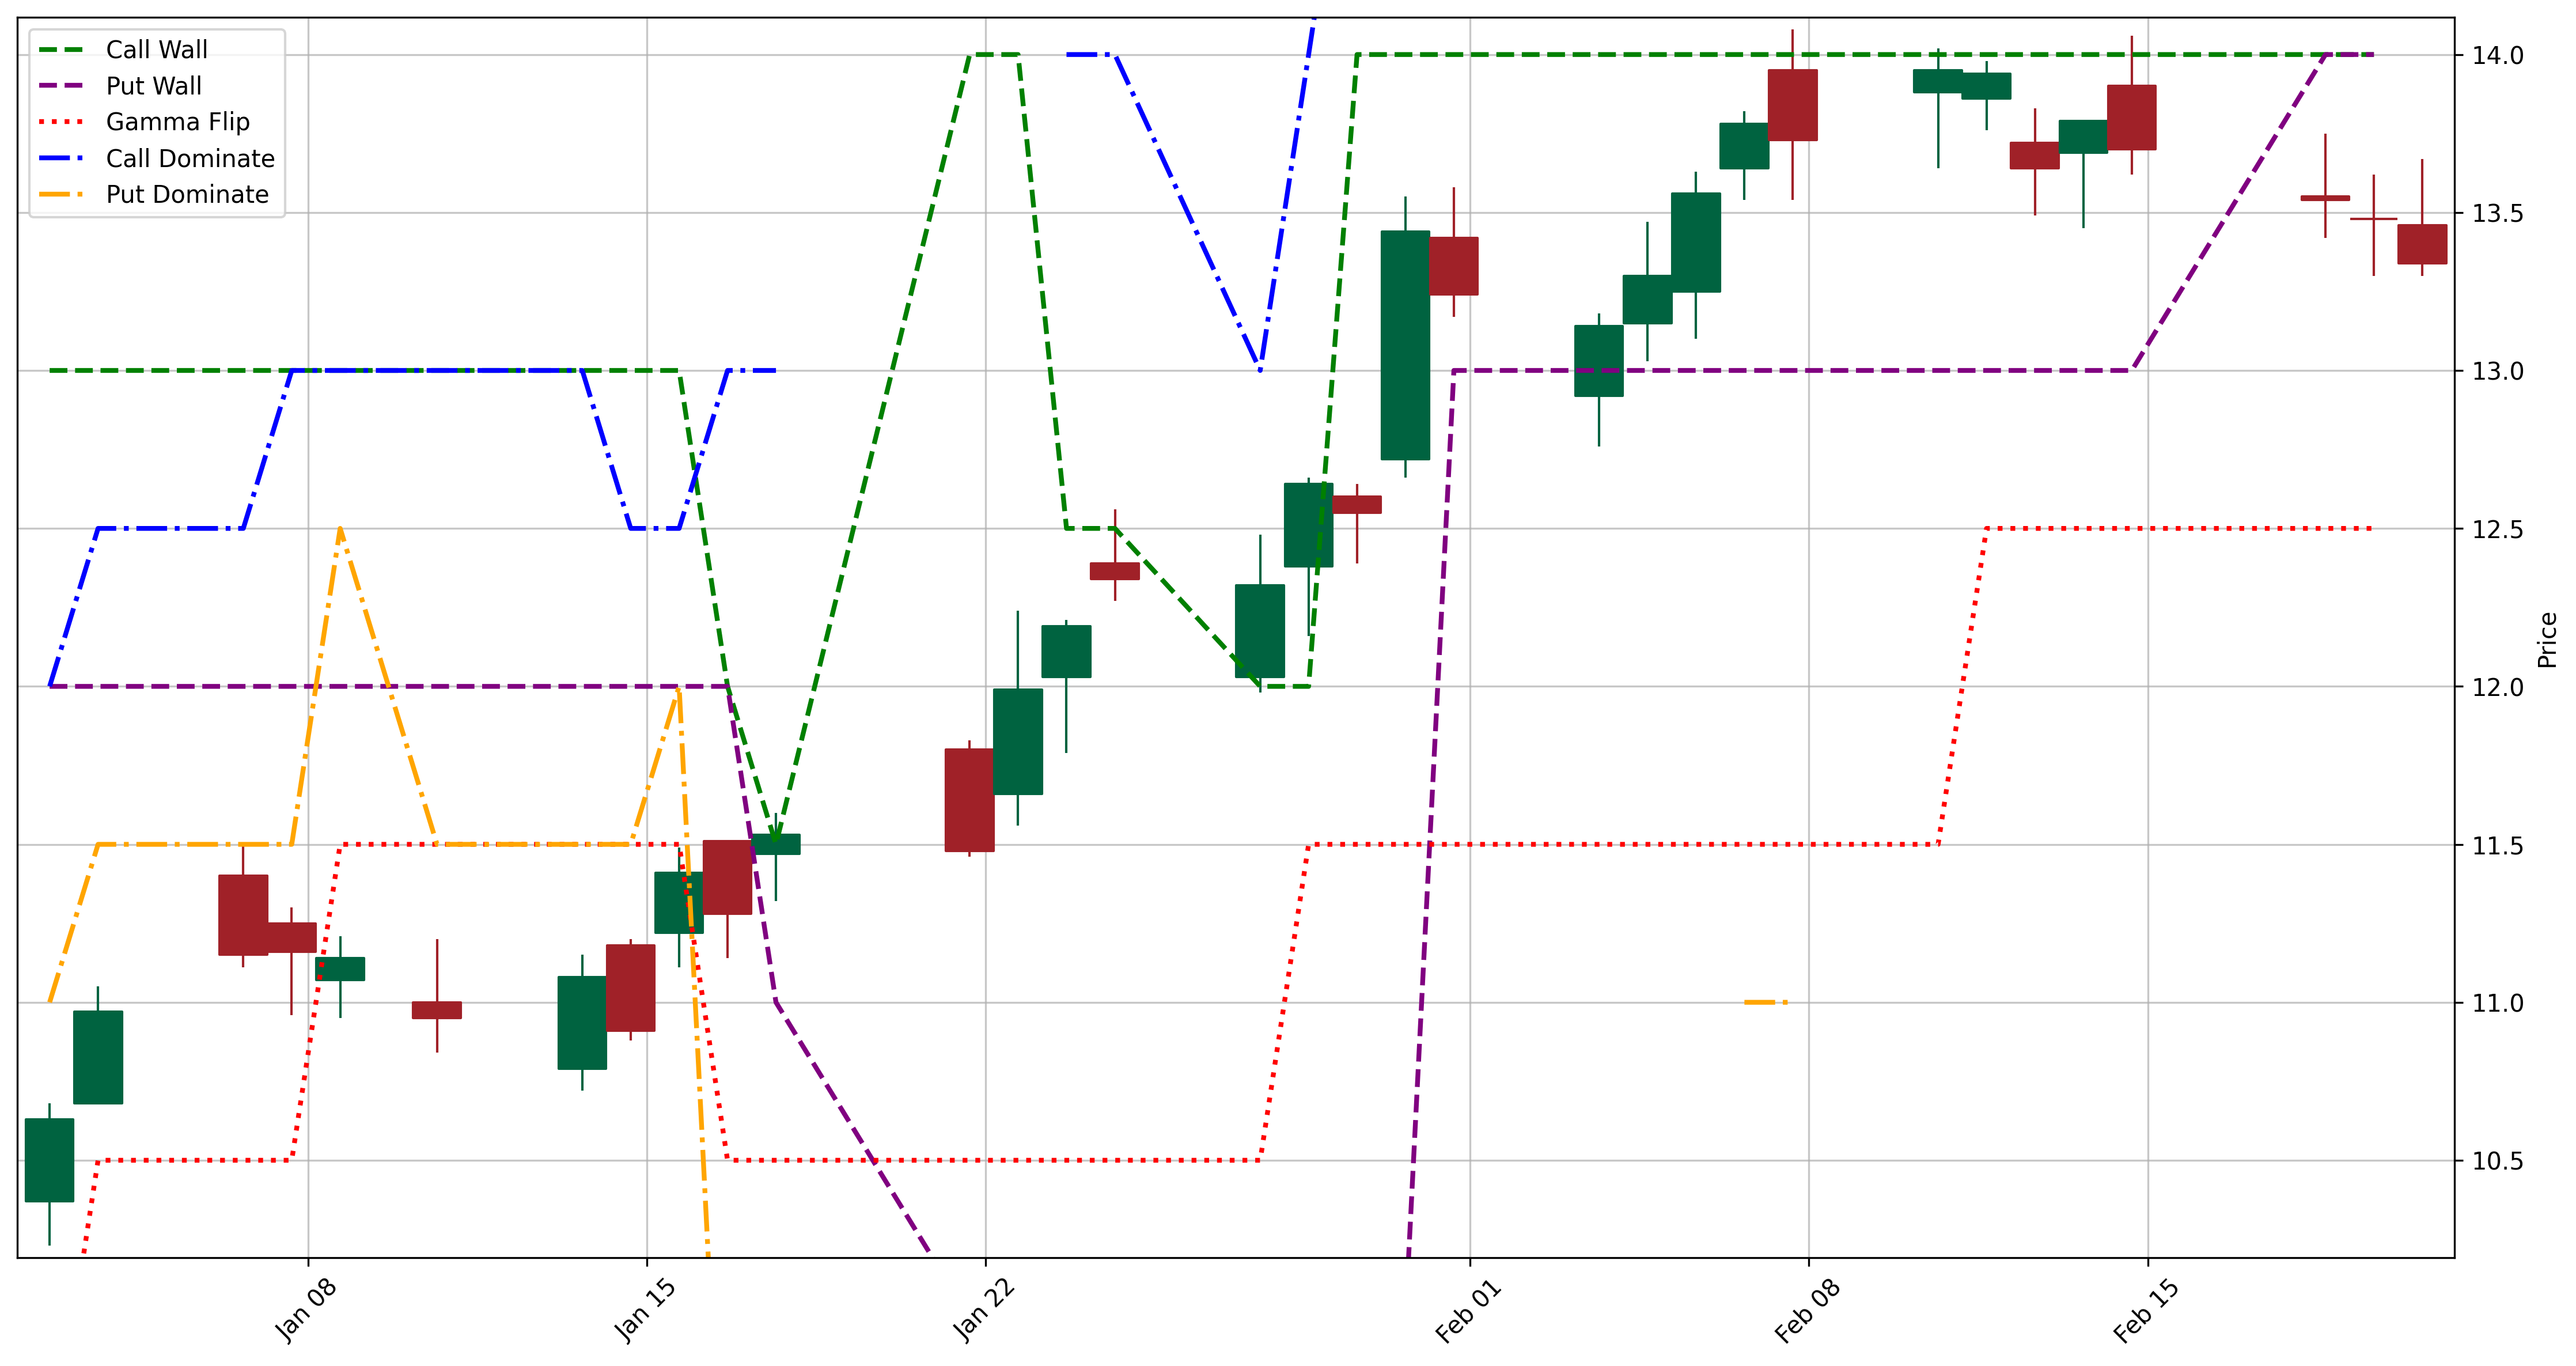 Call Wall
Put Wall
Gamma Flip
Call Dominate
Put Dominate
14.0
13.5
13.0
12.5
12.0
11.5
11.0
10.5
Price
Jan 08
Jan 15
Jan 22
Feb 01
Feb 08
Feb 15